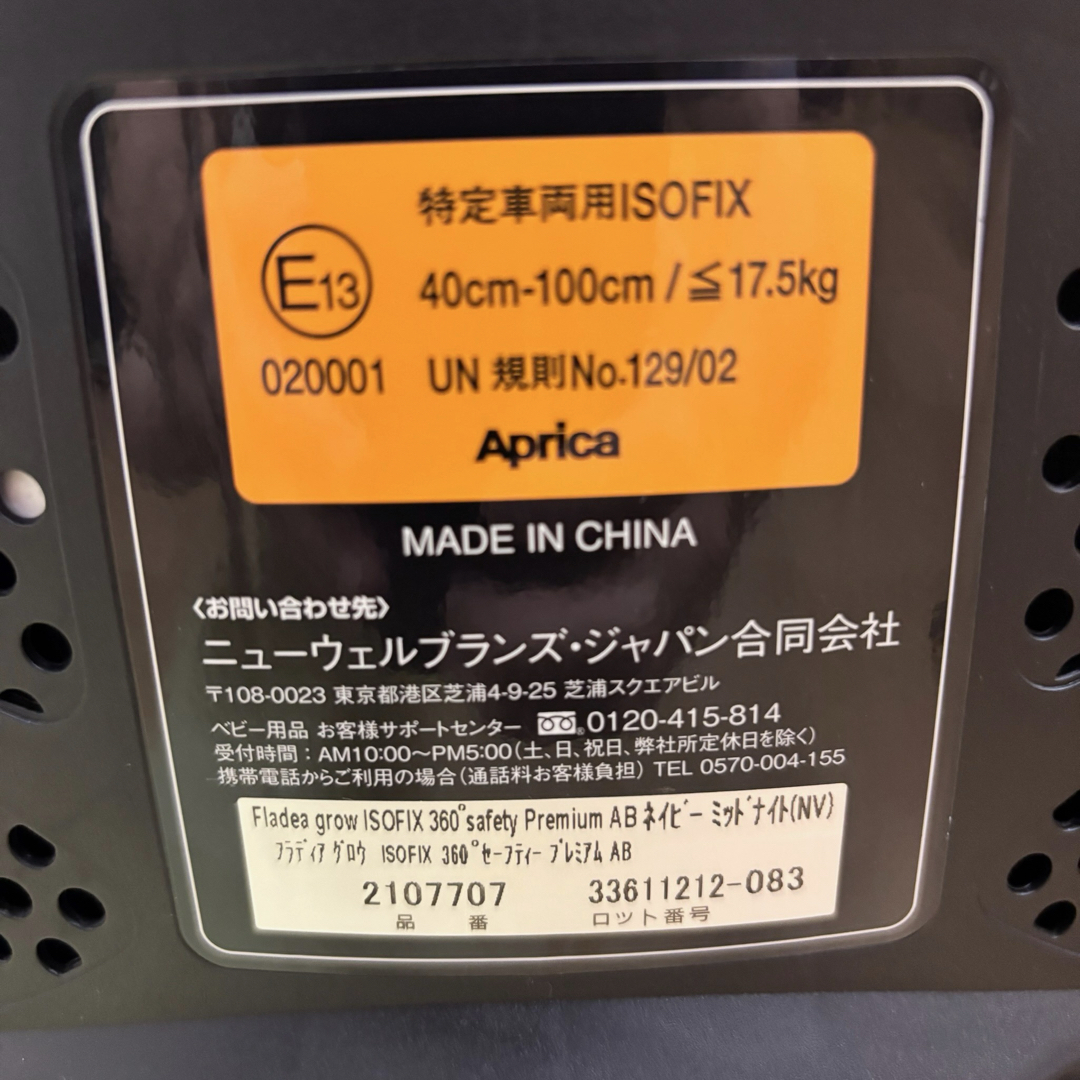 特定車両用ISOFIX
E13
40cm-100cm/≦17.5kg
020001 UN 規則No.129/02
Aprica
MADE IN CHINA
〈お問い合わせ先〉
ニューウェルブランズ・ジャパン合同会社
〒108-0023 東京都港区芝浦4-9-25 芝浦スクエアビル
ベビー用品 お客様サポートセンター 0120-415-814
受付時間：AM10:00〜PM5:00(土、日、祝日、弊社所定休日を除く)
携帯電話からご利用の場合(通話料お客様負担) TEL 0570-004-155
Fladea grow ISOFIX 360°safety Premium AB ﾈｲﾋﾞｰ ﾐｯﾄﾞﾅｲﾄ(NV)
ﾌﾗﾃﾞｨｱ ｸﾞﾛｳ ISOFIX 360°ｾｰﾌﾃｨｰ ﾌﾟﾚﾐｱﾑ AB
2107707 33611212-083
品番 ロット番号